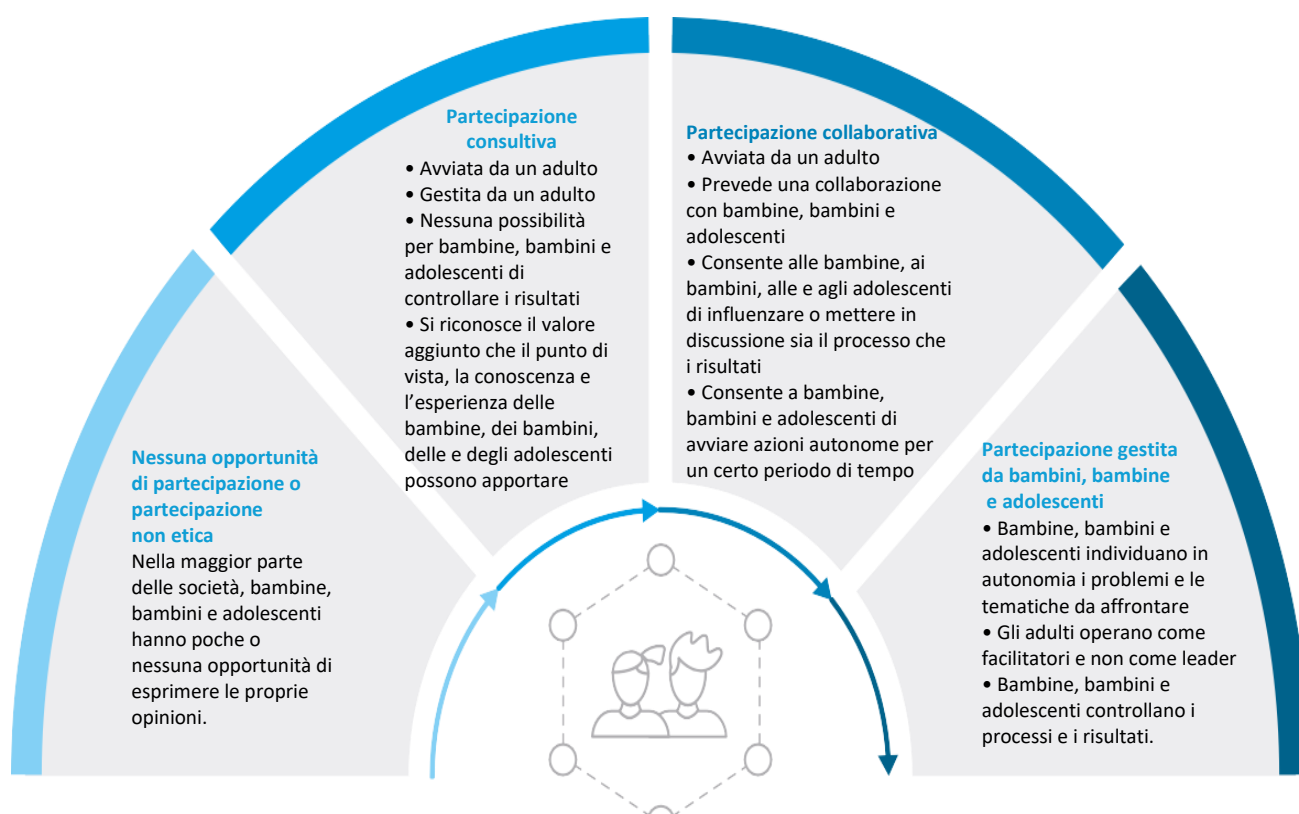 Nessuna opportunità
di partecipazione o
partecipazione
non etica
Nella maggior parte
delle società, bambine,
bambini e adolescenti
hanno poche o
nessuna opportunità di
esprimere le proprie
opinioni.
Partecipazione
consultiva
• Avviata da un adulto
• Gestita da un adulto
• Nessuna possibilità
per bambine, bambini e
adolescenti di
controllare i risultati
• Si riconosce il valore
aggiunto che il punto di
vista, la conoscenza e
l’esperienza delle
bambine, dei bambini,
delle e degli adolescenti
possono apportare
Partecipazione collaborativa
• Avviata da un adulto
• Prevede una collaborazione
con bambine, bambini e
adolescenti
• Consente alle bambine, ai
bambini, alle e agli adolescenti
di influenzare o mettere in
discussione sia il processo che
i risultati
• Consente a bambine,
bambini e adolescenti di
avviare azioni autonome per
un certo periodo di tempo
Partecipazione gestita
da bambini, bambine
e adolescenti
• Bambine, bambini e
adolescenti individuano in
autonomia i problemi e le
tematiche da affrontare
• Gli adulti operano come
facilitatori e non come leader
• Bambine, bambini e
adolescenti controllano i
processi e i risultati.